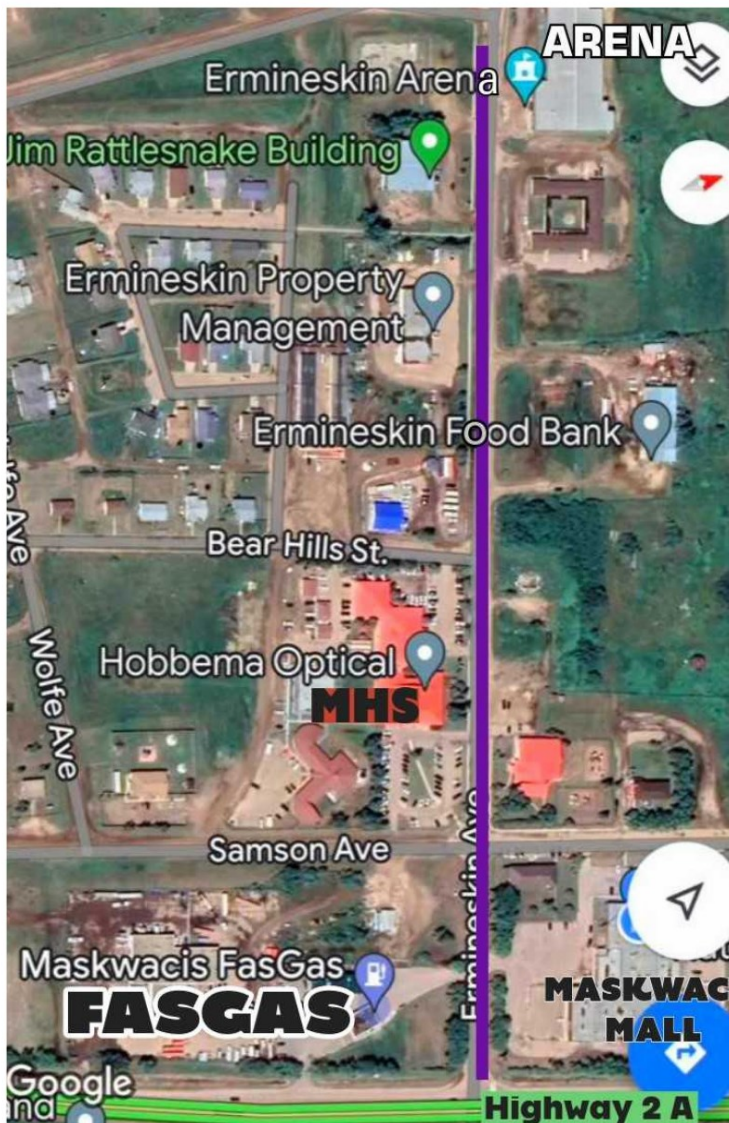 ARENA
Ermineskin Arena
Jim Rattlesnake Building
Ermineskin Property
Management
Ermineskin Food Bank
Bear Hills St.
Wolfe Ave
Hobbema Optical
MHS
Samson Ave
Ermineskin Ave
Maskwacis FasGas
FASGAS
MASKWAC
MALL
Google
Highway 2 A